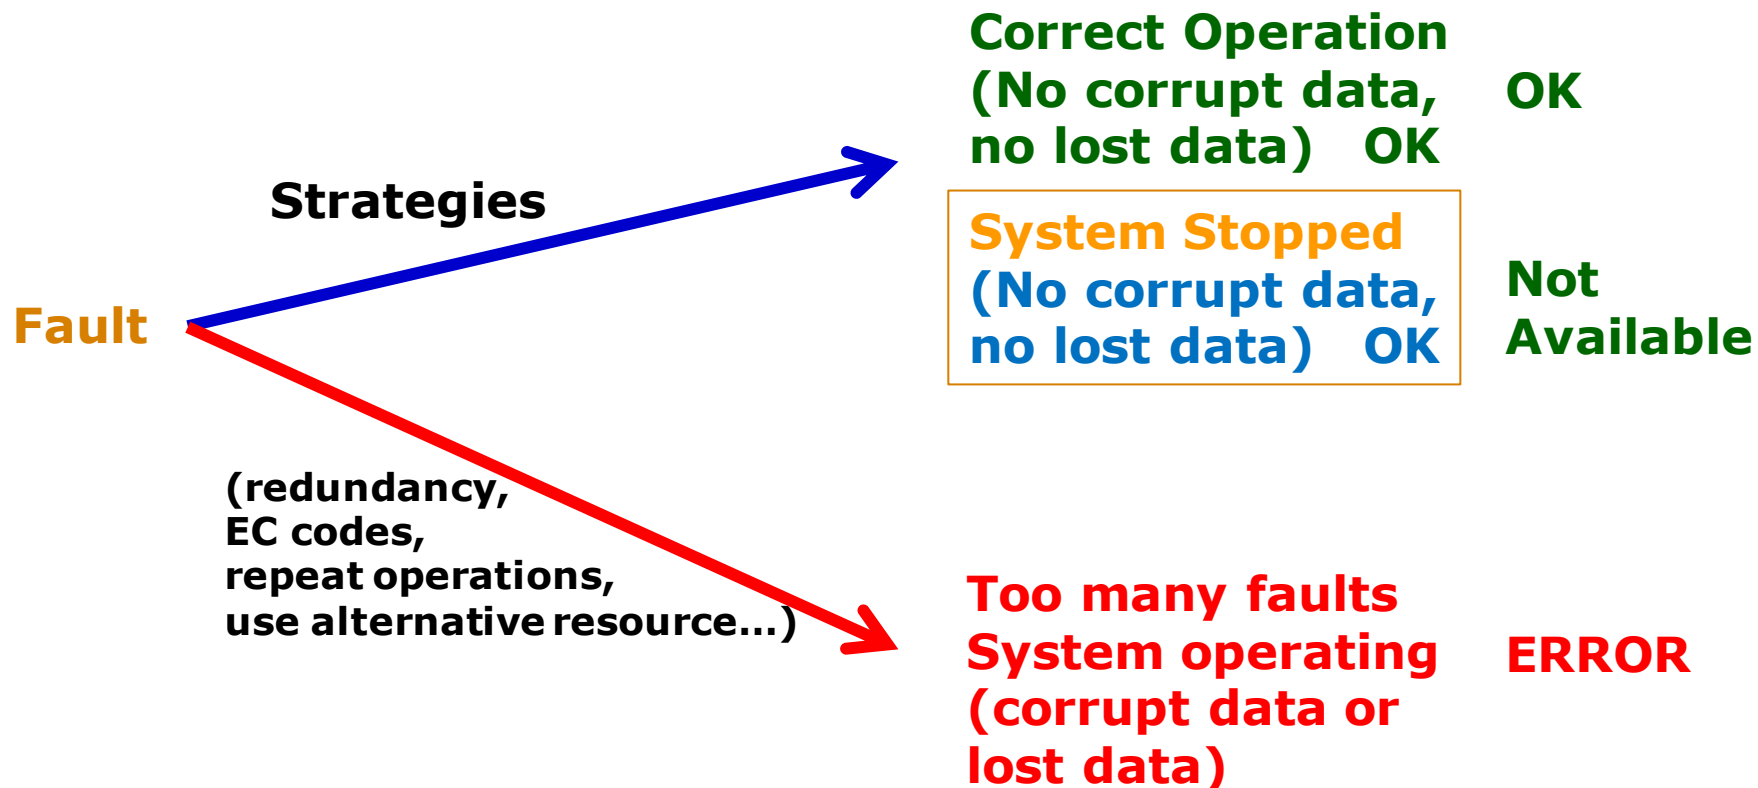 Correct Operation
(No corrupt data,
no lost data) OK
OK
Strategies
System Stopped
(No corrupt data,
no lost data) OK
Not
Available
Fault
(redundancy,
EC codes,
repeat operations,
use alternative resource...)
Too many faults
System operating
(corrupt data or
lost data)
ERROR